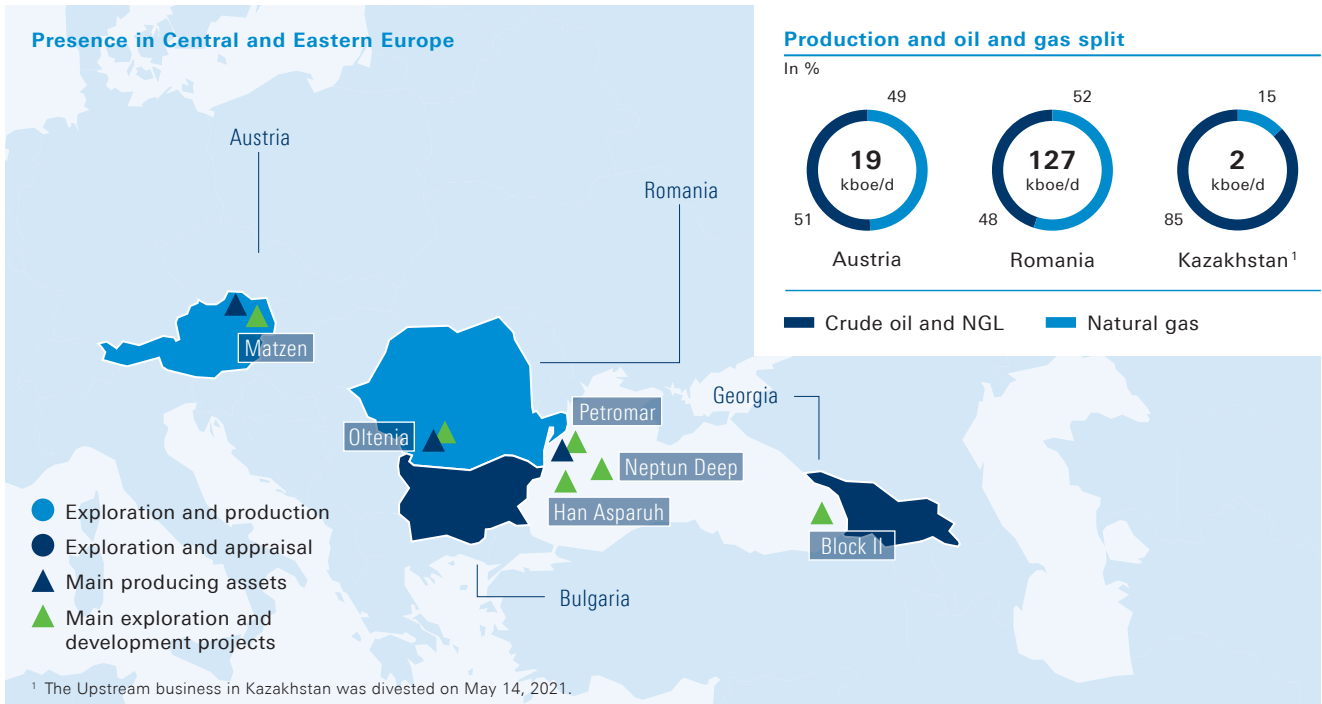 Presence in Central and Eastern Europe
Austria
Romania
Matzen
Georgia
Petromar
Oltenia
Neptun Deep
Han Asparuh
Block II
Bulgaria
Exploration and production
Exploration and appraisal
Main producing assets
Main exploration and
development projects
1 The Upstream business in Kazakhstan was divested on May 14, 2021.
Production and oil and gas split
In %
49
19
kboe/d
51
Austria
52
127
kboe/d
48
Romania
15
2
kboe/d
85
Kazakhstan 1
Crude oil and NGL
Natural gas